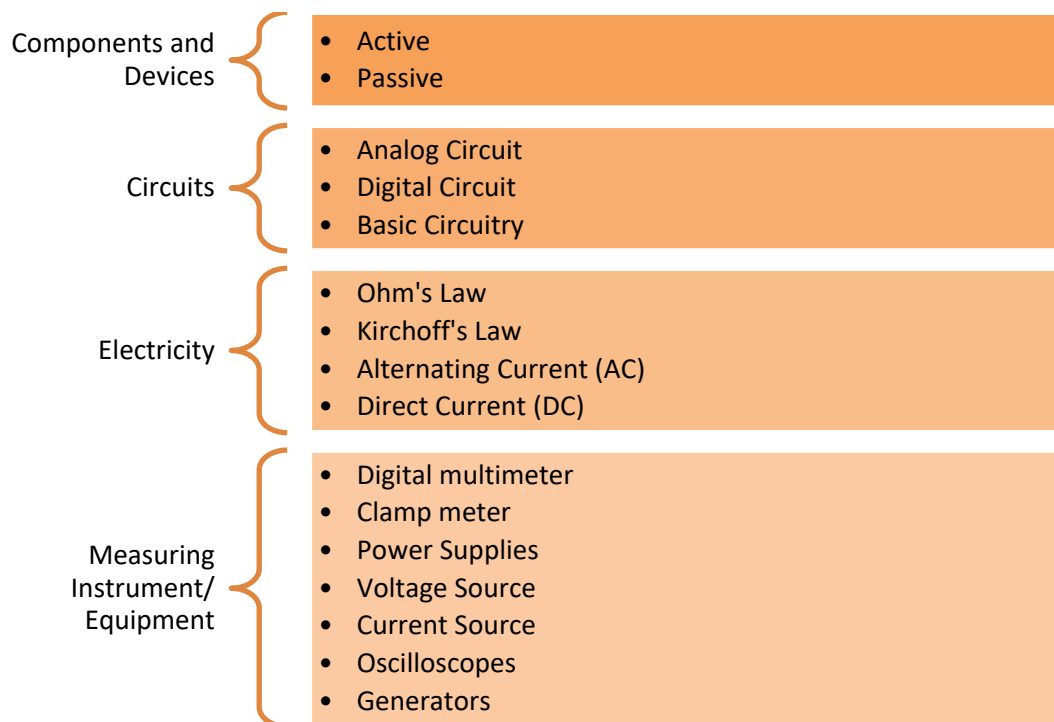 Components and
Devices
• Active
• Passive
Circuits
• Analog Circuit
• Digital Circuit
• Basic Circuitry
Electricity
• Ohm's Law
• Kirchoff's Law
• Alternating Current (AC)
• Direct Current (DC)
Measuring
Instrument/
Equipment
• Digital multimeter
• Clamp meter
• Power Supplies
• Voltage Source
• Current Source
• Oscilloscopes
• Generators